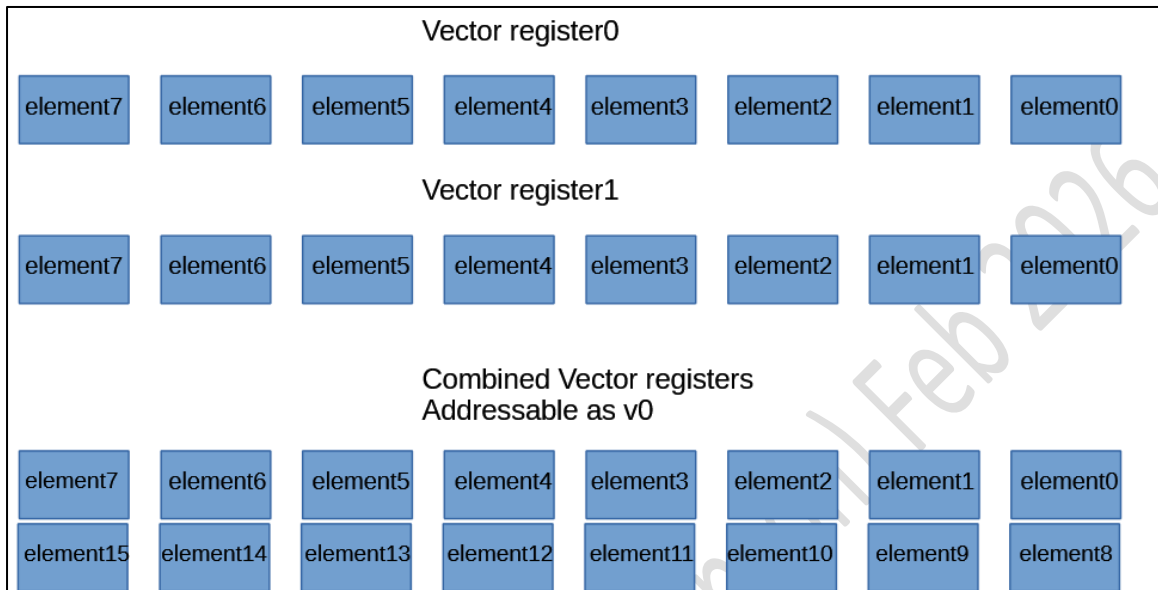 Vector register0
element7 element6 element5 element4 element3 element2 element1 element0
Vector register1
element7 element6 element5 element4 element3 element2 element1 element0
Combined Vector registers
Addressable as v0
element7 element6 element5 element4 element3 element2 element1 element0
element15 element14 element13 element12 element11 element10 element9 element8
Feb 2026